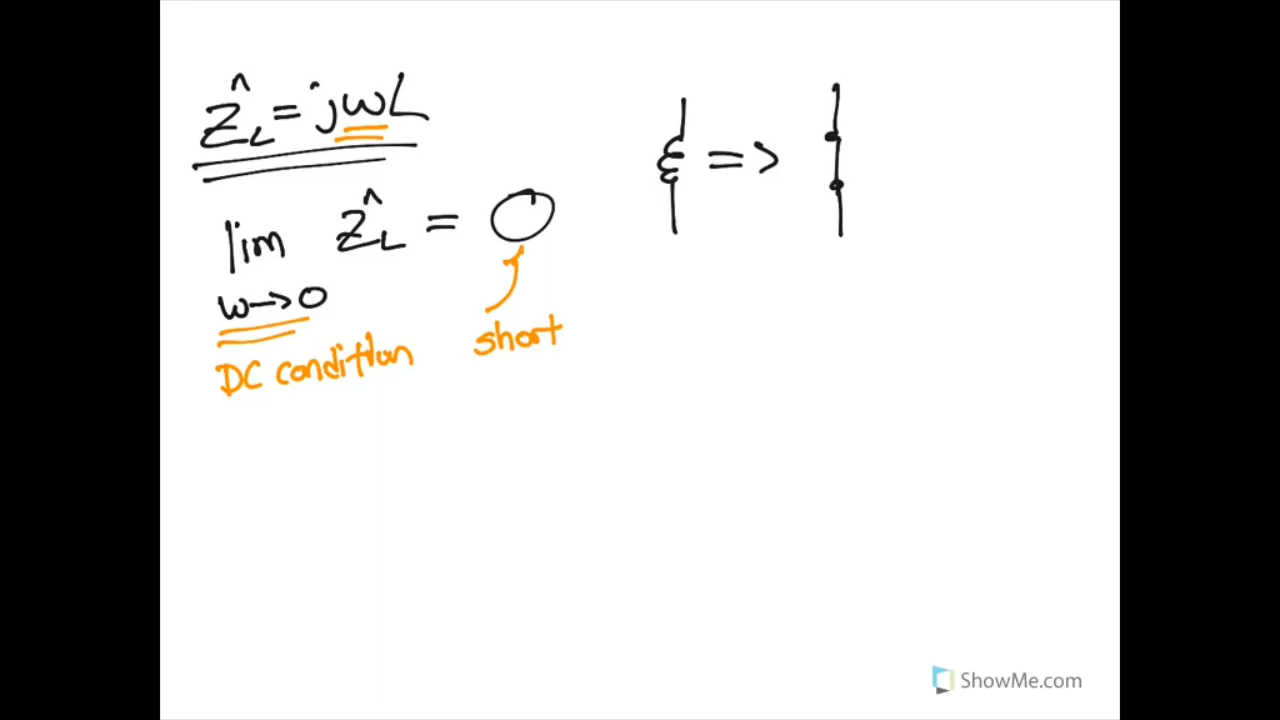 Ẑ_L = jωL
lim Ẑ_L = 0
ω→0
DC condition short
=>
ShowMe.com